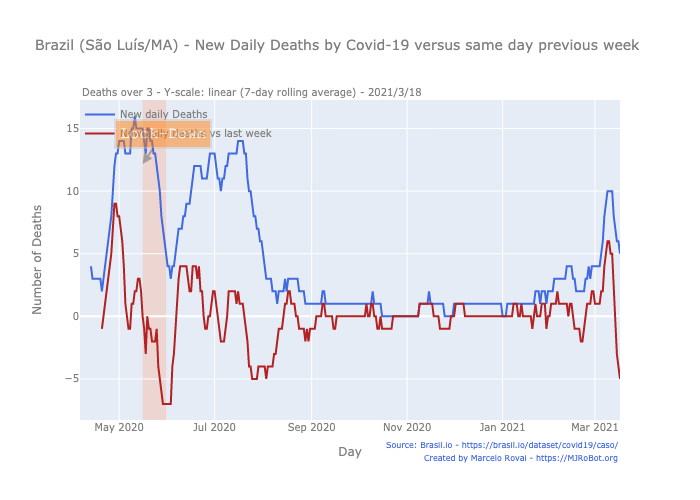 Brazil (São Luís/MA) - New Daily Deaths by Covid-19 versus same day previous week
Deaths over 3 - Y-scale: linear (7-day rolling average) - 2021/3/18
New daily Deaths
vs last week
15
10
5
0
−5
Number of Deaths
May 2020
Jul 2020
Sep 2020
Nov 2020
Jan 2021
Mar 2021
Day
Source: Brasil.io - https://brasil.io/dataset/covid19/caso/
Created by Marcelo Rovai - https://MJRoBot.org